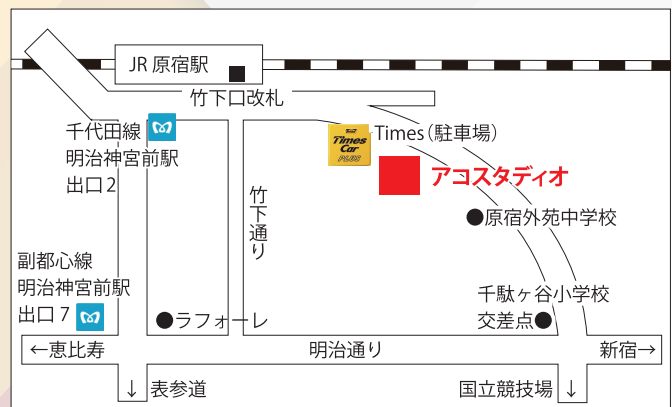 JR 原宿駅
竹下口改札
千代田線
明治神宮前駅
出口2
Times
Car
PLUS
Times(駐車場)
アコスタディオ
竹下通り
原宿外苑中学校
副都心線
明治神宮前駅
出口7
ラフォーレ
千駄ヶ谷小学校
交差点
←恵比寿
明治通り
新宿→
↓表参道
国立競技場↓